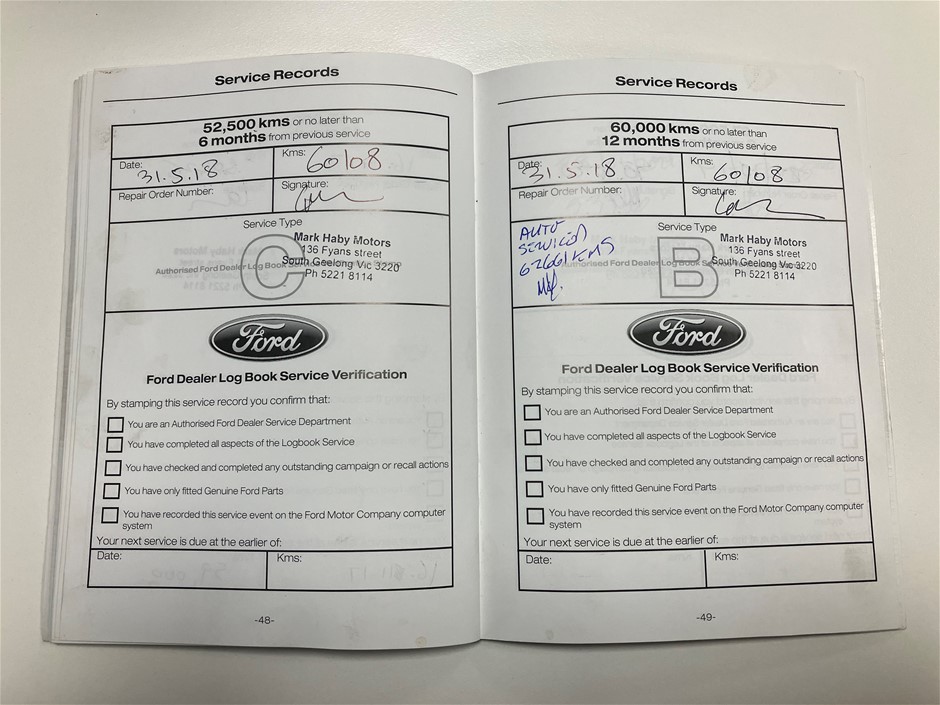 Service Records
52,500 kms or no later than
6 months from previous service
Date:
31.5.18
Kms:
60108
Repair Order Number:
Signature:
Service Type
C
Authorised Ford Dealer Log Book
Mark Haby Motors
136 Fyans street
South Geelong Vic 3220
Ph 5221 8114
Ford
Ford Dealer Log Book Service Verification
By stamping this service record you confirm that:
You are an Authorised Ford Dealer Service Department
You have completed all aspects of the Logbook Service
You have checked and completed any outstanding campaign or recall actions
You have only fitted Genuine Ford Parts
You have recorded this service event on the Ford Motor Company computer
system
Your next service is due at the earlier of:
Date:
Kms:
-48-
Service Records
60,000 kms or no later than
12 months from previous service
Date:
31.5.18
Kms:
60108
Repair Order Number:
Signature:
Service Type
AUTO
SERVICED
62661 KMS
B
Authorised Ford Dealer Log Book
Mark Haby Motors
136 Fyans street
South Geelong Vic 3220
Ph 5221 8114
Ford
Ford Dealer Log Book Service Verification
By stamping this service record you confirm that:
You are an Authorised Ford Dealer Service Department
You have completed all aspects of the Logbook Service
You have checked and completed any outstanding campaign or recall actions
You have only fitted Genuine Ford Parts
You have recorded this service event on the Ford Motor Company computer
system
Your next service is due at the earlier of:
Date:
Kms:
-49-